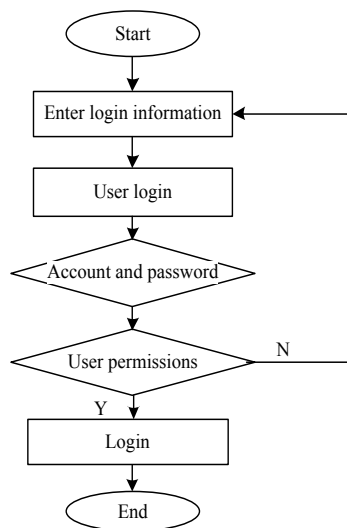 Start
Enter login information
User login
Account and password
User permissions
N
Y
Login
End